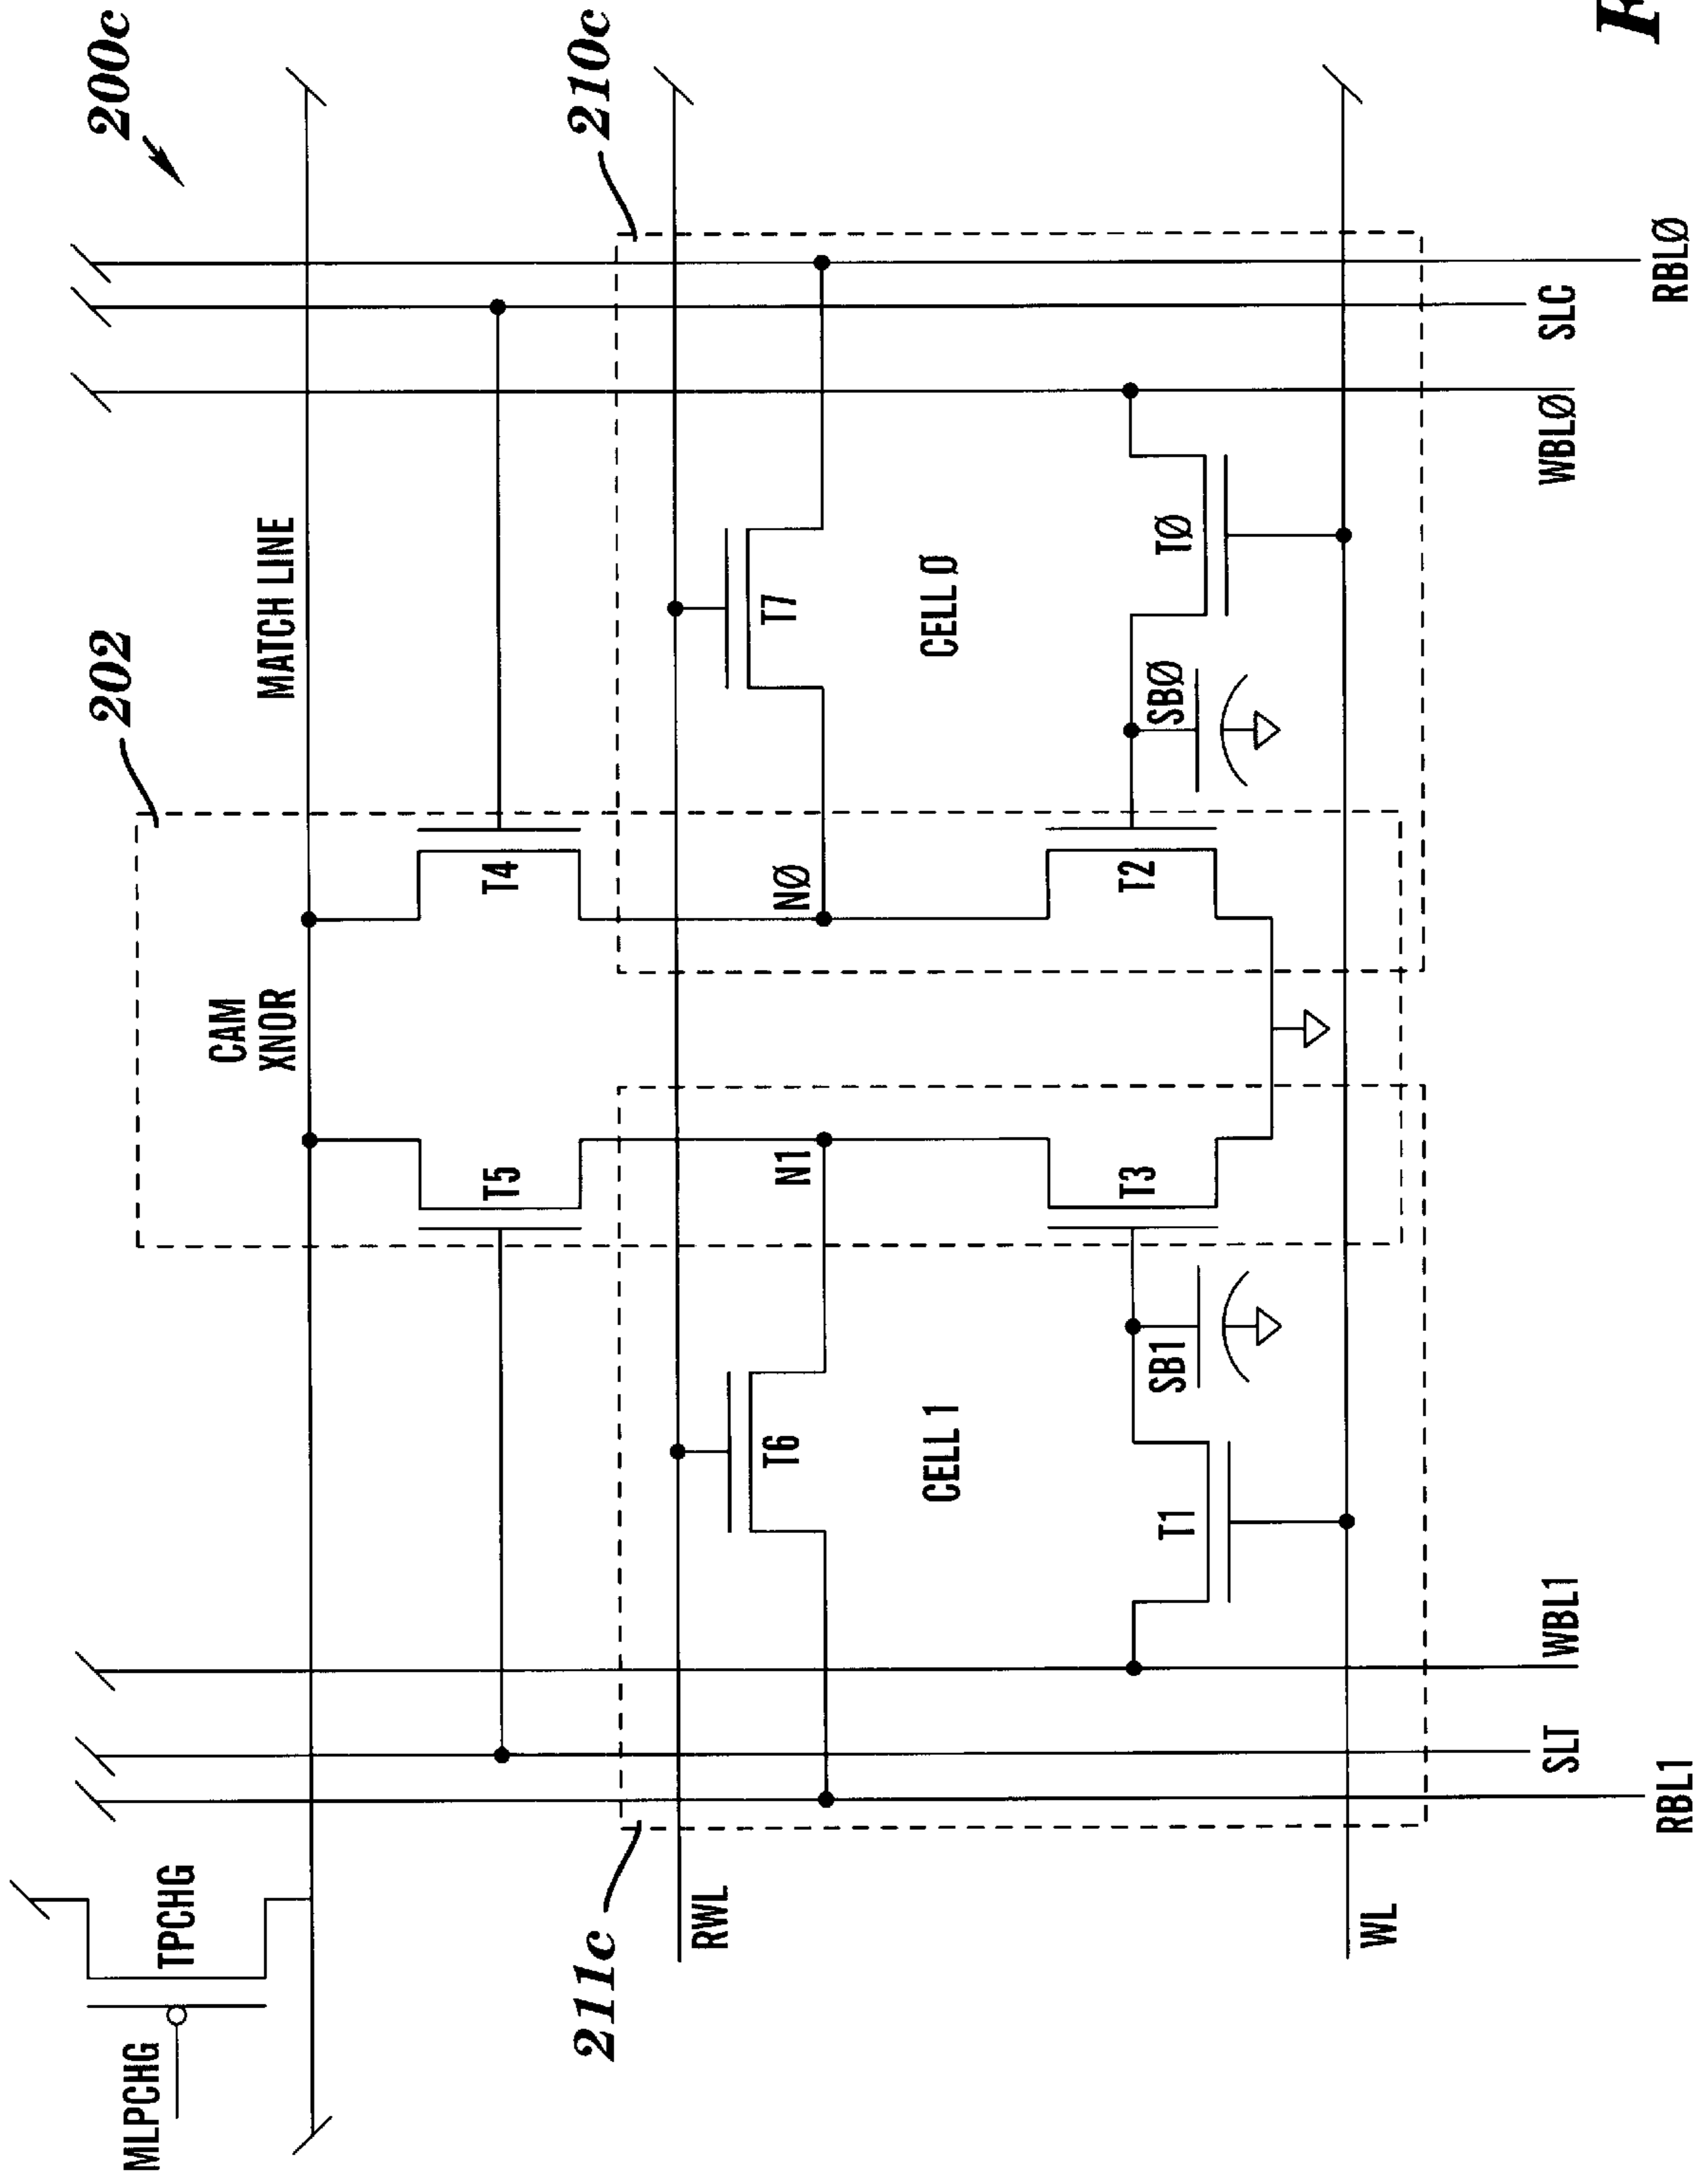 202
200c
MLPCHG
TPCHG
CAM
XNOR
MATCH LINE
T5
T4
211c
210c
RWL
T6
N1
NØ
T7
CELL 1
CELL Ø
T3
T2
T1
SB1
SBØ
TØ
WL
SLT
WBL1
WBLØ
SLC
RBL1
RBLØ